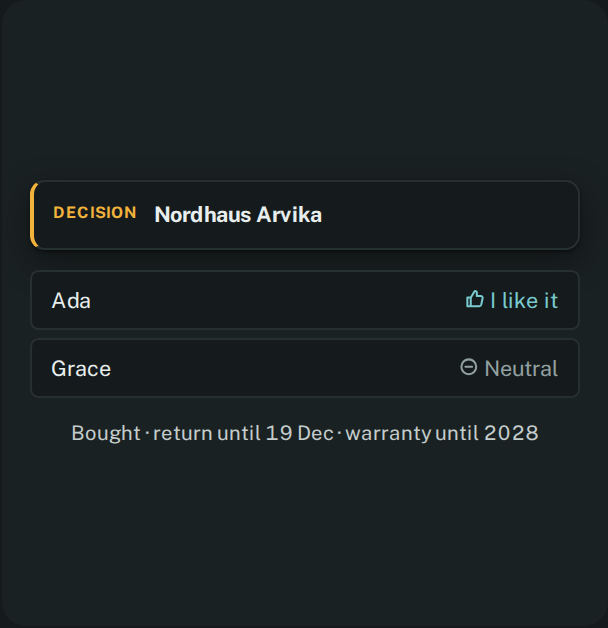 DECISION Nordhaus Arvika
Ada I like it
Grace Neutral
Bought · return until 19 Dec · warranty until 2028